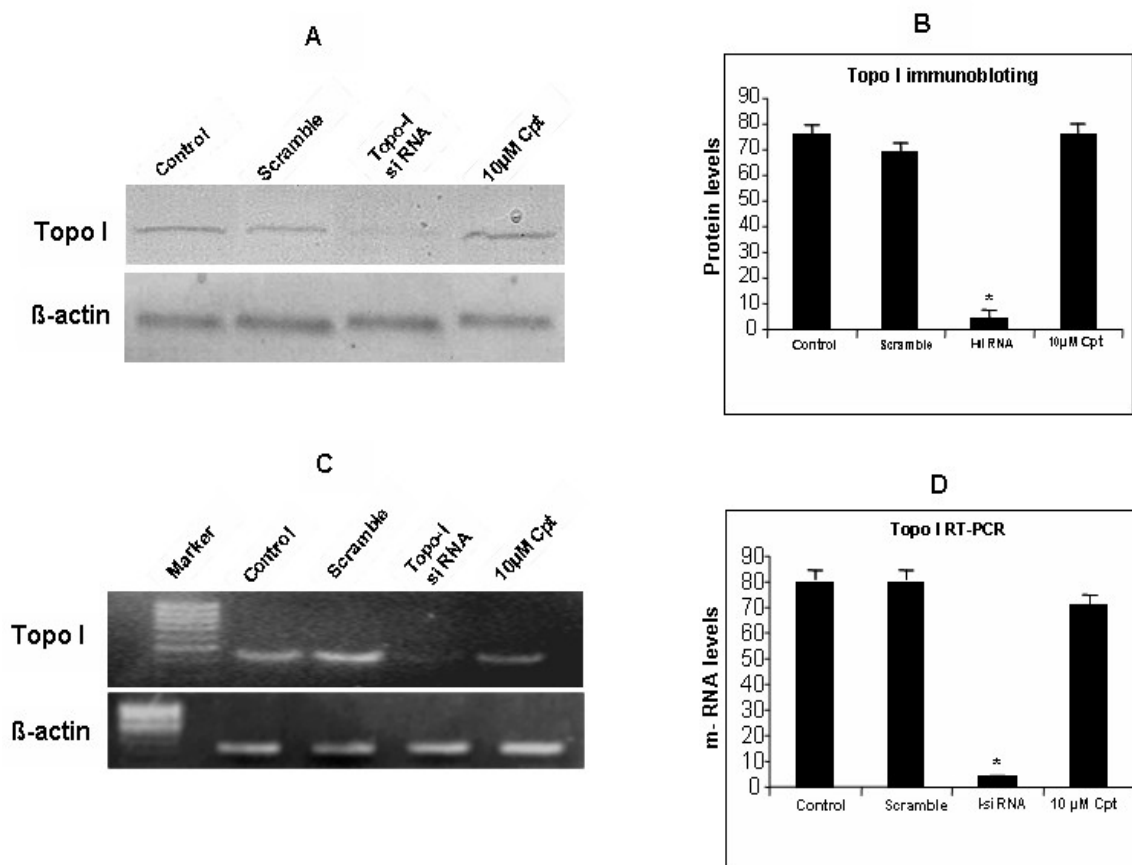 A
Control
Scramble
Topo-I
si RNA
10µM Cpt
Topo I
ß-actin
B
Topo I immunobloting
Protein levels
90
80
70
60
50
40
30
20
10
0
*
Control
Scramble
RNA
10µM Cpt
C
Marker
Control
Scramble
Topo-I
si RNA
10µM Cpt
Topo I
ß-actin
D
Topo I RT-PCR
m- RNA levels
90
80
70
60
50
40
30
20
10
0
*
Control
Scramble
I-si RNA
10 µM Cpt